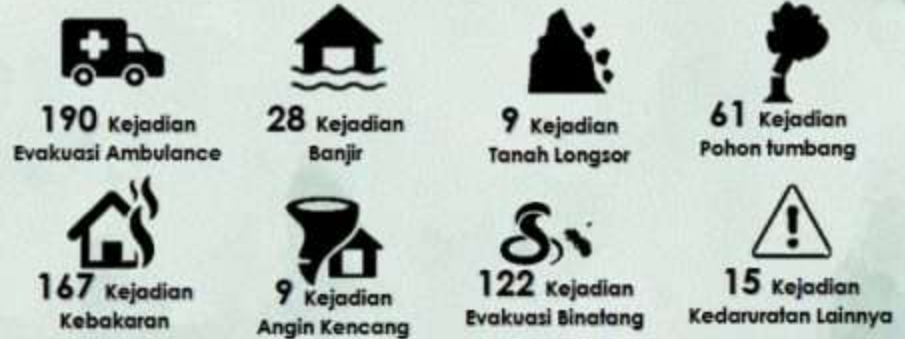 190 Kejadian
Evakuasi Ambulance
28 Kejadian
Banjir
9 Kejadian
Tanah Longsor
61 Kejadian
Pohon tumbang
167 Kejadian
Kebakaran
9 Kejadian
Angin Kencang
122 Kejadian
Evakuasi Binatang
15 Kejadian
Kedaruratan Lainnya